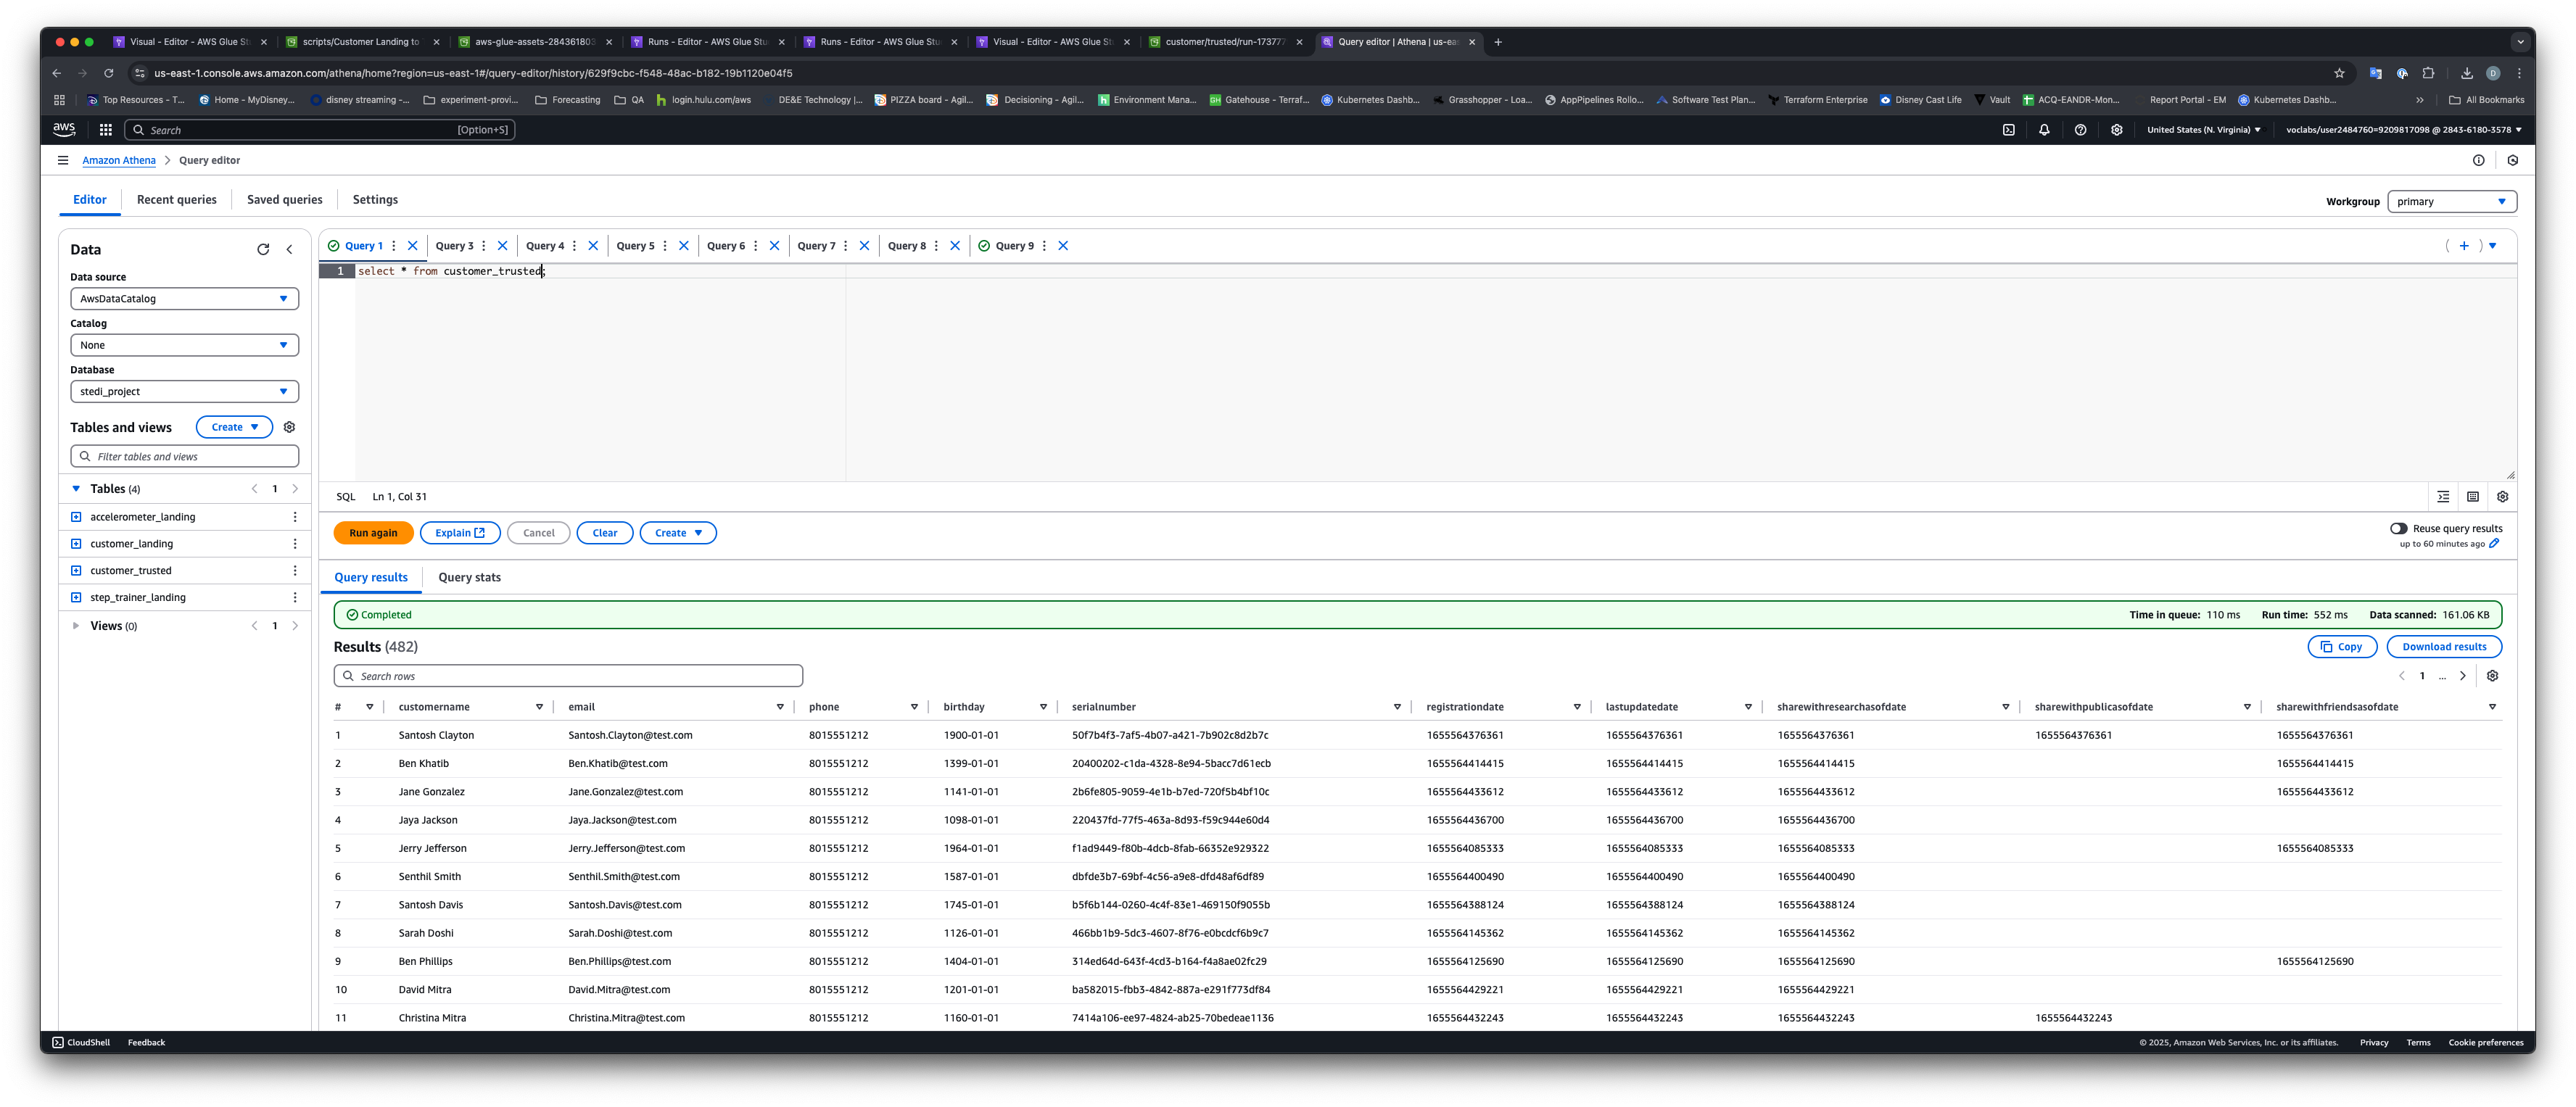 Visual - Editor - AWS Glue St
scripts/Customer Landing to
aws-glue-assets-284361803
Runs - Editor - AWS Glue Stu
Runs - Editor - AWS Glue Stu
Visual - Editor - AWS Glue St
customer/trusted/run-173777
Query editor | Athena | us-eas
us-east-1.console.aws.amazon.com/athena/home?region=us-east-1#/query-editor/history/629f9cbc-f548-48ac-b182-19b1120e04f5
Top Resources - T...
Home - MyDisney...
disney streaming -...
experiment-provi...
Forecasting
QA
login.hulu.com/aws
DE&E Technology |...
PIZZA board - Agil...
Decisioning - Agil...
Environment Mana...
Gatehouse - Terraf...
Kubernetes Dashb...
Grasshopper - Loa...
AppPipelines Rollo...
Software Test Plan...
Terraform Enterprise
Disney Cast Life
Vault
ACQ-EANDR-Mon...
Report Portal - EM
Kubernetes Dashb...
All Bookmarks
aws
Search
[Option+S]
United States (N. Virginia)
voclabs/user2484760=9209817098 @ 2843-6180-3578
Amazon Athena > Query editor
Editor
Recent queries
Saved queries
Settings
Workgroup
primary
Data
Data source
AwsDataCatalog
Catalog
None
Database
stedi_project
Tables and views
Create
Filter tables and views
Tables (4)
1
accelerometer_landing
customer_landing
customer_trusted
step_trainer_landing
Views (0)
1
Query 1
Query 3
Query 4
Query 5
Query 6
Query 7
Query 8
Query 9
1 select * from customer_trusted;
SQL Ln 1, Col 31
Run again
Explain
Cancel
Clear
Create
Reuse query results
up to 60 minutes ago
Query results
Query stats
Completed
Time in queue: 110 ms
Run time: 552 ms
Data scanned: 161.06 KB
Results (482)
Copy
Download results
Search rows
1 ...
# customername email phone birthday serialnumber registrationdate lastupdatedate sharewithresearchasofdate sharewithpublicasofdate sharewithfriendsasofdate
1 Santosh Clayton Santosh.Clayton@test.com 8015551212 1900-01-01 50f7b4f3-7af5-4b07-a421-7b902c8d2b7c 1655564376361 1655564376361 1655564376361 1655564376361 1655564376361
2 Ben Khatib Ben.Khatib@test.com 8015551212 1399-01-01 20400202-c1da-4328-8e94-5bacc7d61ecb 1655564414415 1655564414415 1655564414415 1655564414415
3 Jane Gonzalez Jane.Gonzalez@test.com 8015551212 1141-01-01 2b6fe805-9059-4e1b-b7ed-720f5b4bf10c 1655564433612 1655564433612 1655564433612 1655564433612
4 Jaya Jackson Jaya.Jackson@test.com 8015551212 1098-01-01 220437fd-77f5-463a-8d93-f59c944e60d4 1655564436700 1655564436700 1655564436700
5 Jerry Jefferson Jerry.Jefferson@test.com 8015551212 1964-01-01 f1ad9449-f80b-4dcb-8fab-66352e929322 1655564085333 1655564085333 1655564085333 1655564085333
6 Senthil Smith Senthil.Smith@test.com 8015551212 1587-01-01 dbfde3b7-69bf-4c56-a9e8-dfd48af6df89 1655564400490 1655564400490 1655564400490
7 Santosh Davis Santosh.Davis@test.com 8015551212 1745-01-01 b5f6b144-0260-4c4f-83e1-469150f9055b 1655564388124 1655564388124 1655564388124
8 Sarah Doshi Sarah.Doshi@test.com 8015551212 1126-01-01 466bb1b9-5dc3-4607-8f76-e0bcdcf6b9c7 1655564145362 1655564145362 1655564145362
9 Ben Phillips Ben.Phillips@test.com 8015551212 1404-01-01 314ed64d-643f-4cd3-b164-f4a8ae02fc29 1655564125690 1655564125690 1655564125690 1655564125690
10 David Mitra David.Mitra@test.com 8015551212 1201-01-01 ba582015-fbb3-4842-887a-e291f773df84 1655564429221 1655564429221 1655564429221
11 Christina Mitra Christina.Mitra@test.com 8015551212 1160-01-01 7414a106-ee97-4824-ab25-70bedeae1136 1655564432243 1655564432243 1655564432243 1655564432243
CloudShell
Feedback
© 2025, Amazon Web Services, Inc. or its affiliates.
Privacy
Terms
Cookie preferences